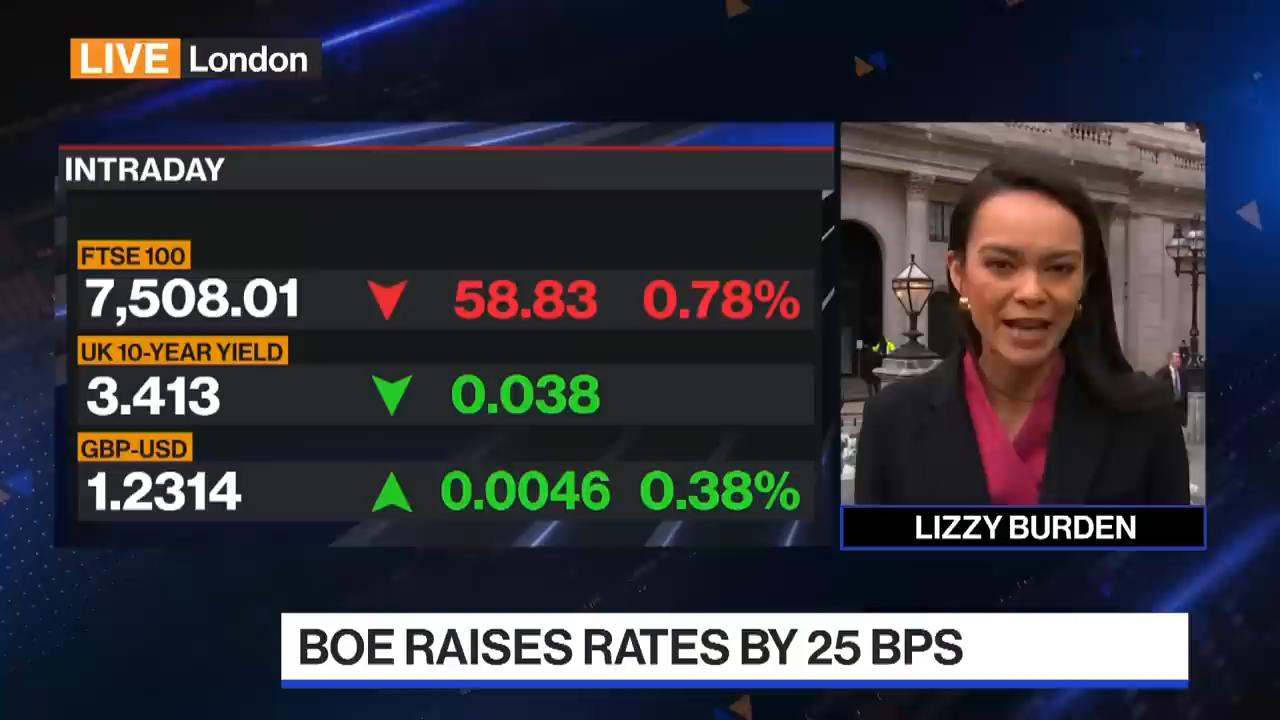 LIVE London
INTRADAY
FTSE 100
7,508.01 ▼ 58.83 0.78%
UK 10-YEAR YIELD
3.413 ▼ 0.038
GBP-USD
1.2314 ▲ 0.0046 0.38%
LIZZY BURDEN
BOE RAISES RATES BY 25 BPS